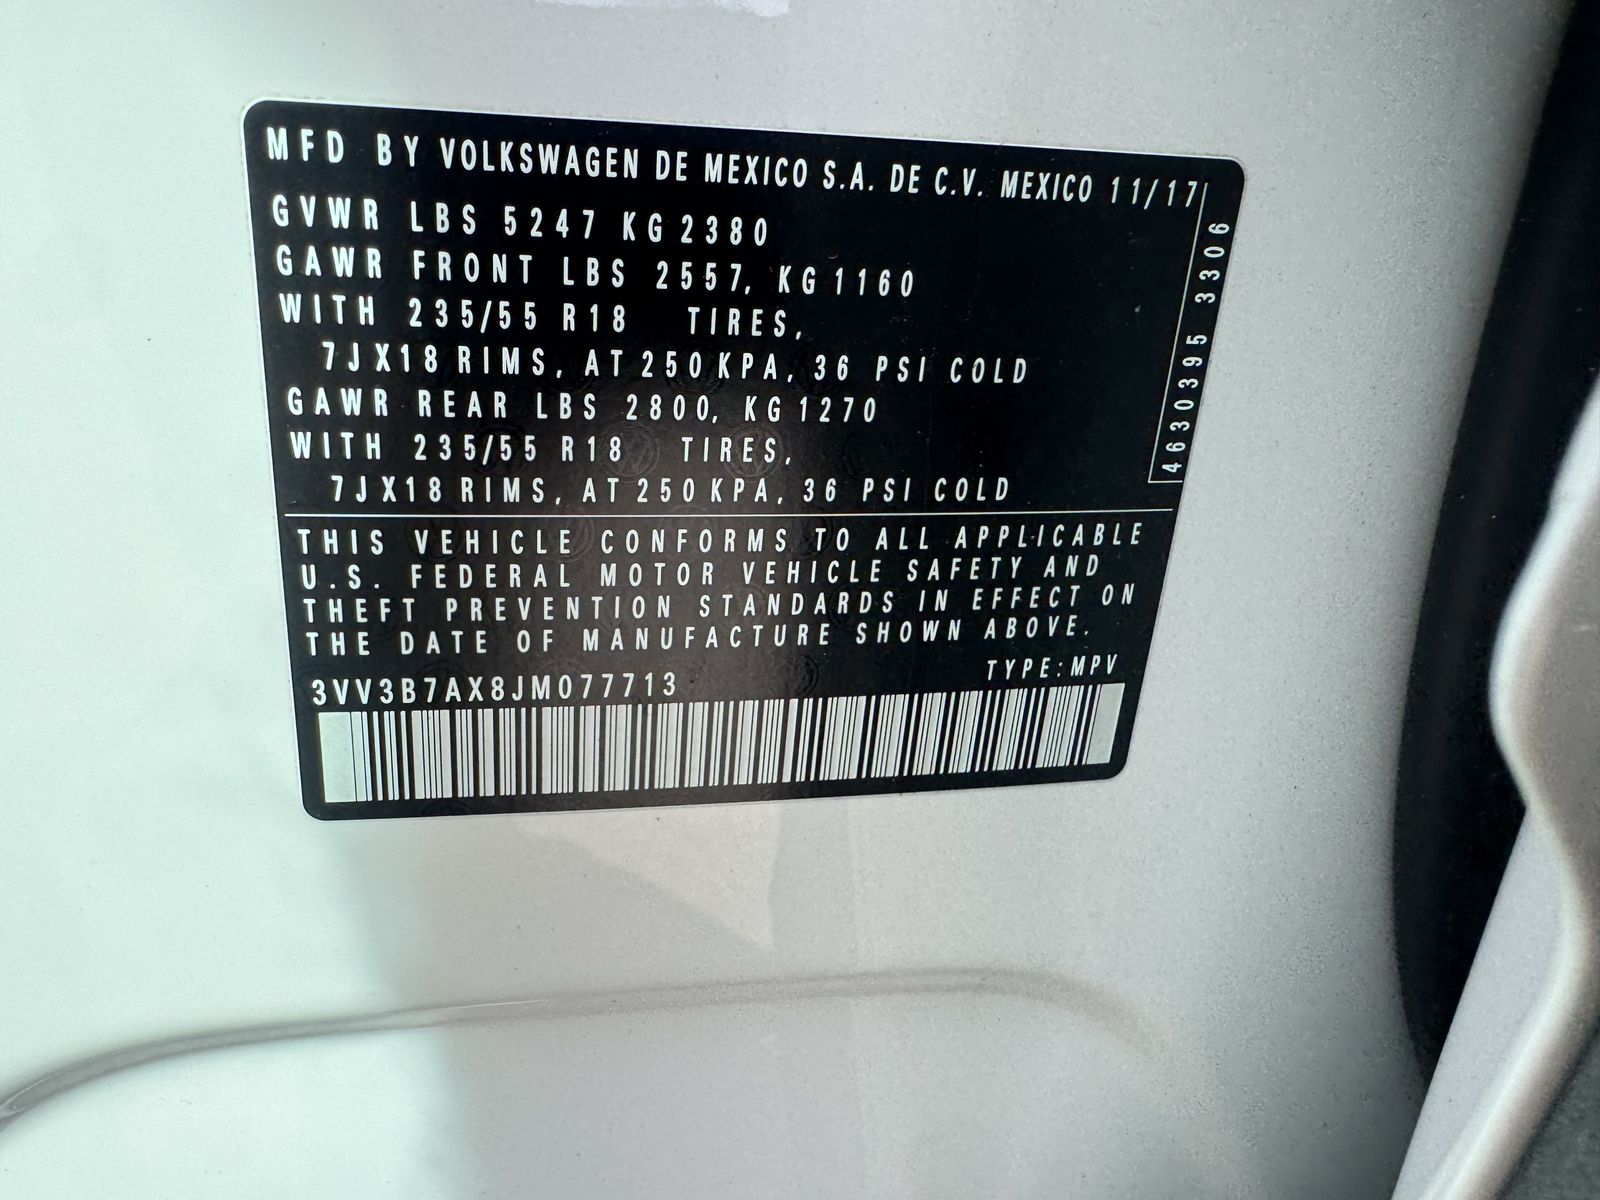 MFD BY VOLKSWAGEN DE MEXICO S.A. DE C.V. MEXICO 11/17
GVWR LBS 5247 KG 2380
GAWR FRONT LBS 2557, KG 1160
WITH 235/55 R18 TIRES,
7JX18 RIMS, AT 250 KPA, 36 PSI COLD
GAWR REAR LBS 2800, KG 1270
WITH 235/55 R18 TIRES,
7JX18 RIMS, AT 250 KPA, 36 PSI COLD
4630395 3306
THIS VEHICLE CONFORMS TO ALL APPLICABLE
U.S. FEDERAL MOTOR VEHICLE SAFETY AND
THEFT PREVENTION STANDARDS IN EFFECT ON
THE DATE OF MANUFACTURE SHOWN ABOVE.
TYPE:MPV
3VV3B7AX8JM077713